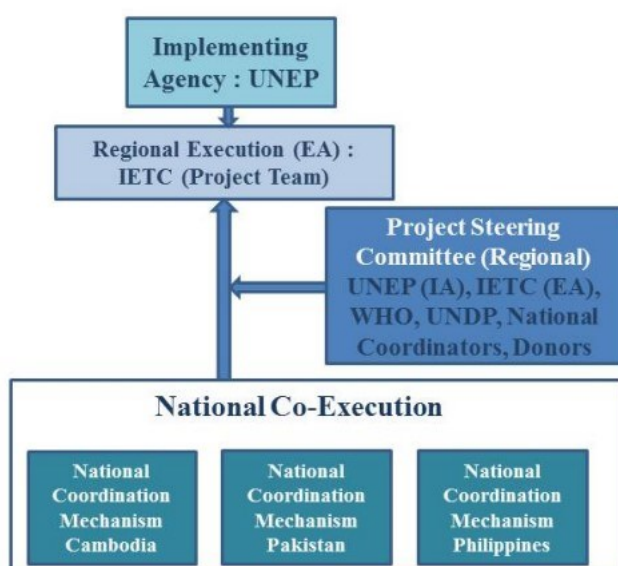 Implementing
Agency : UNEP
Regional Execution (EA) :
IETC (Project Team)
Project Steering
Committee (Regional)
UNEP (IA), IETC (EA),
WHO, UNDP, National
Coordinators, Donors
National Co-Execution
National
Coordination
Mechanism
Cambodia
National
Coordination
Mechanism
Pakistan
National
Coordination
Mechanism
Philippines